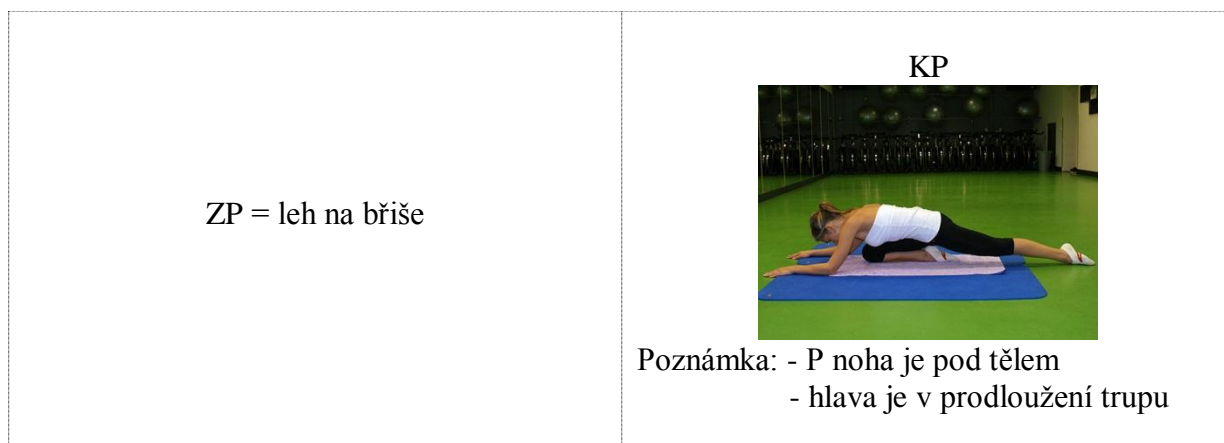 ZP = leh na břiše
KP
Poznámka: - P noha je pod tělem
- hlava je v prodloužení trupu